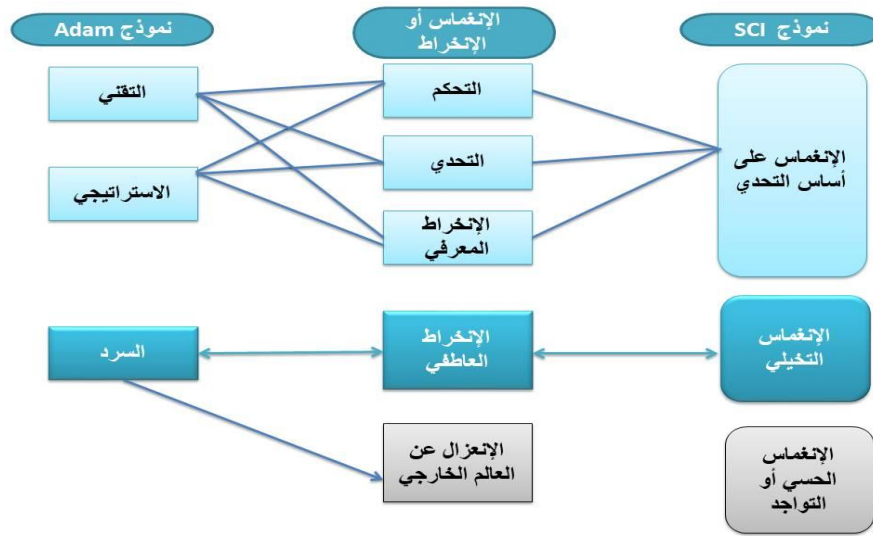 نموذج SCI
الإنغماس أو
الإنخراط
نموذج Adam
الإنغماس على
أساس التحدي
التحكم
التقني
التحدي
الاستراتيجي
الإنخراط
المعرفي
الإنغماس
التخيلي
الإنخراط
العاطفي
السرد
الإنغماس
الحسي أو
التواجد
الإنعزال عن
العالم الخارجي